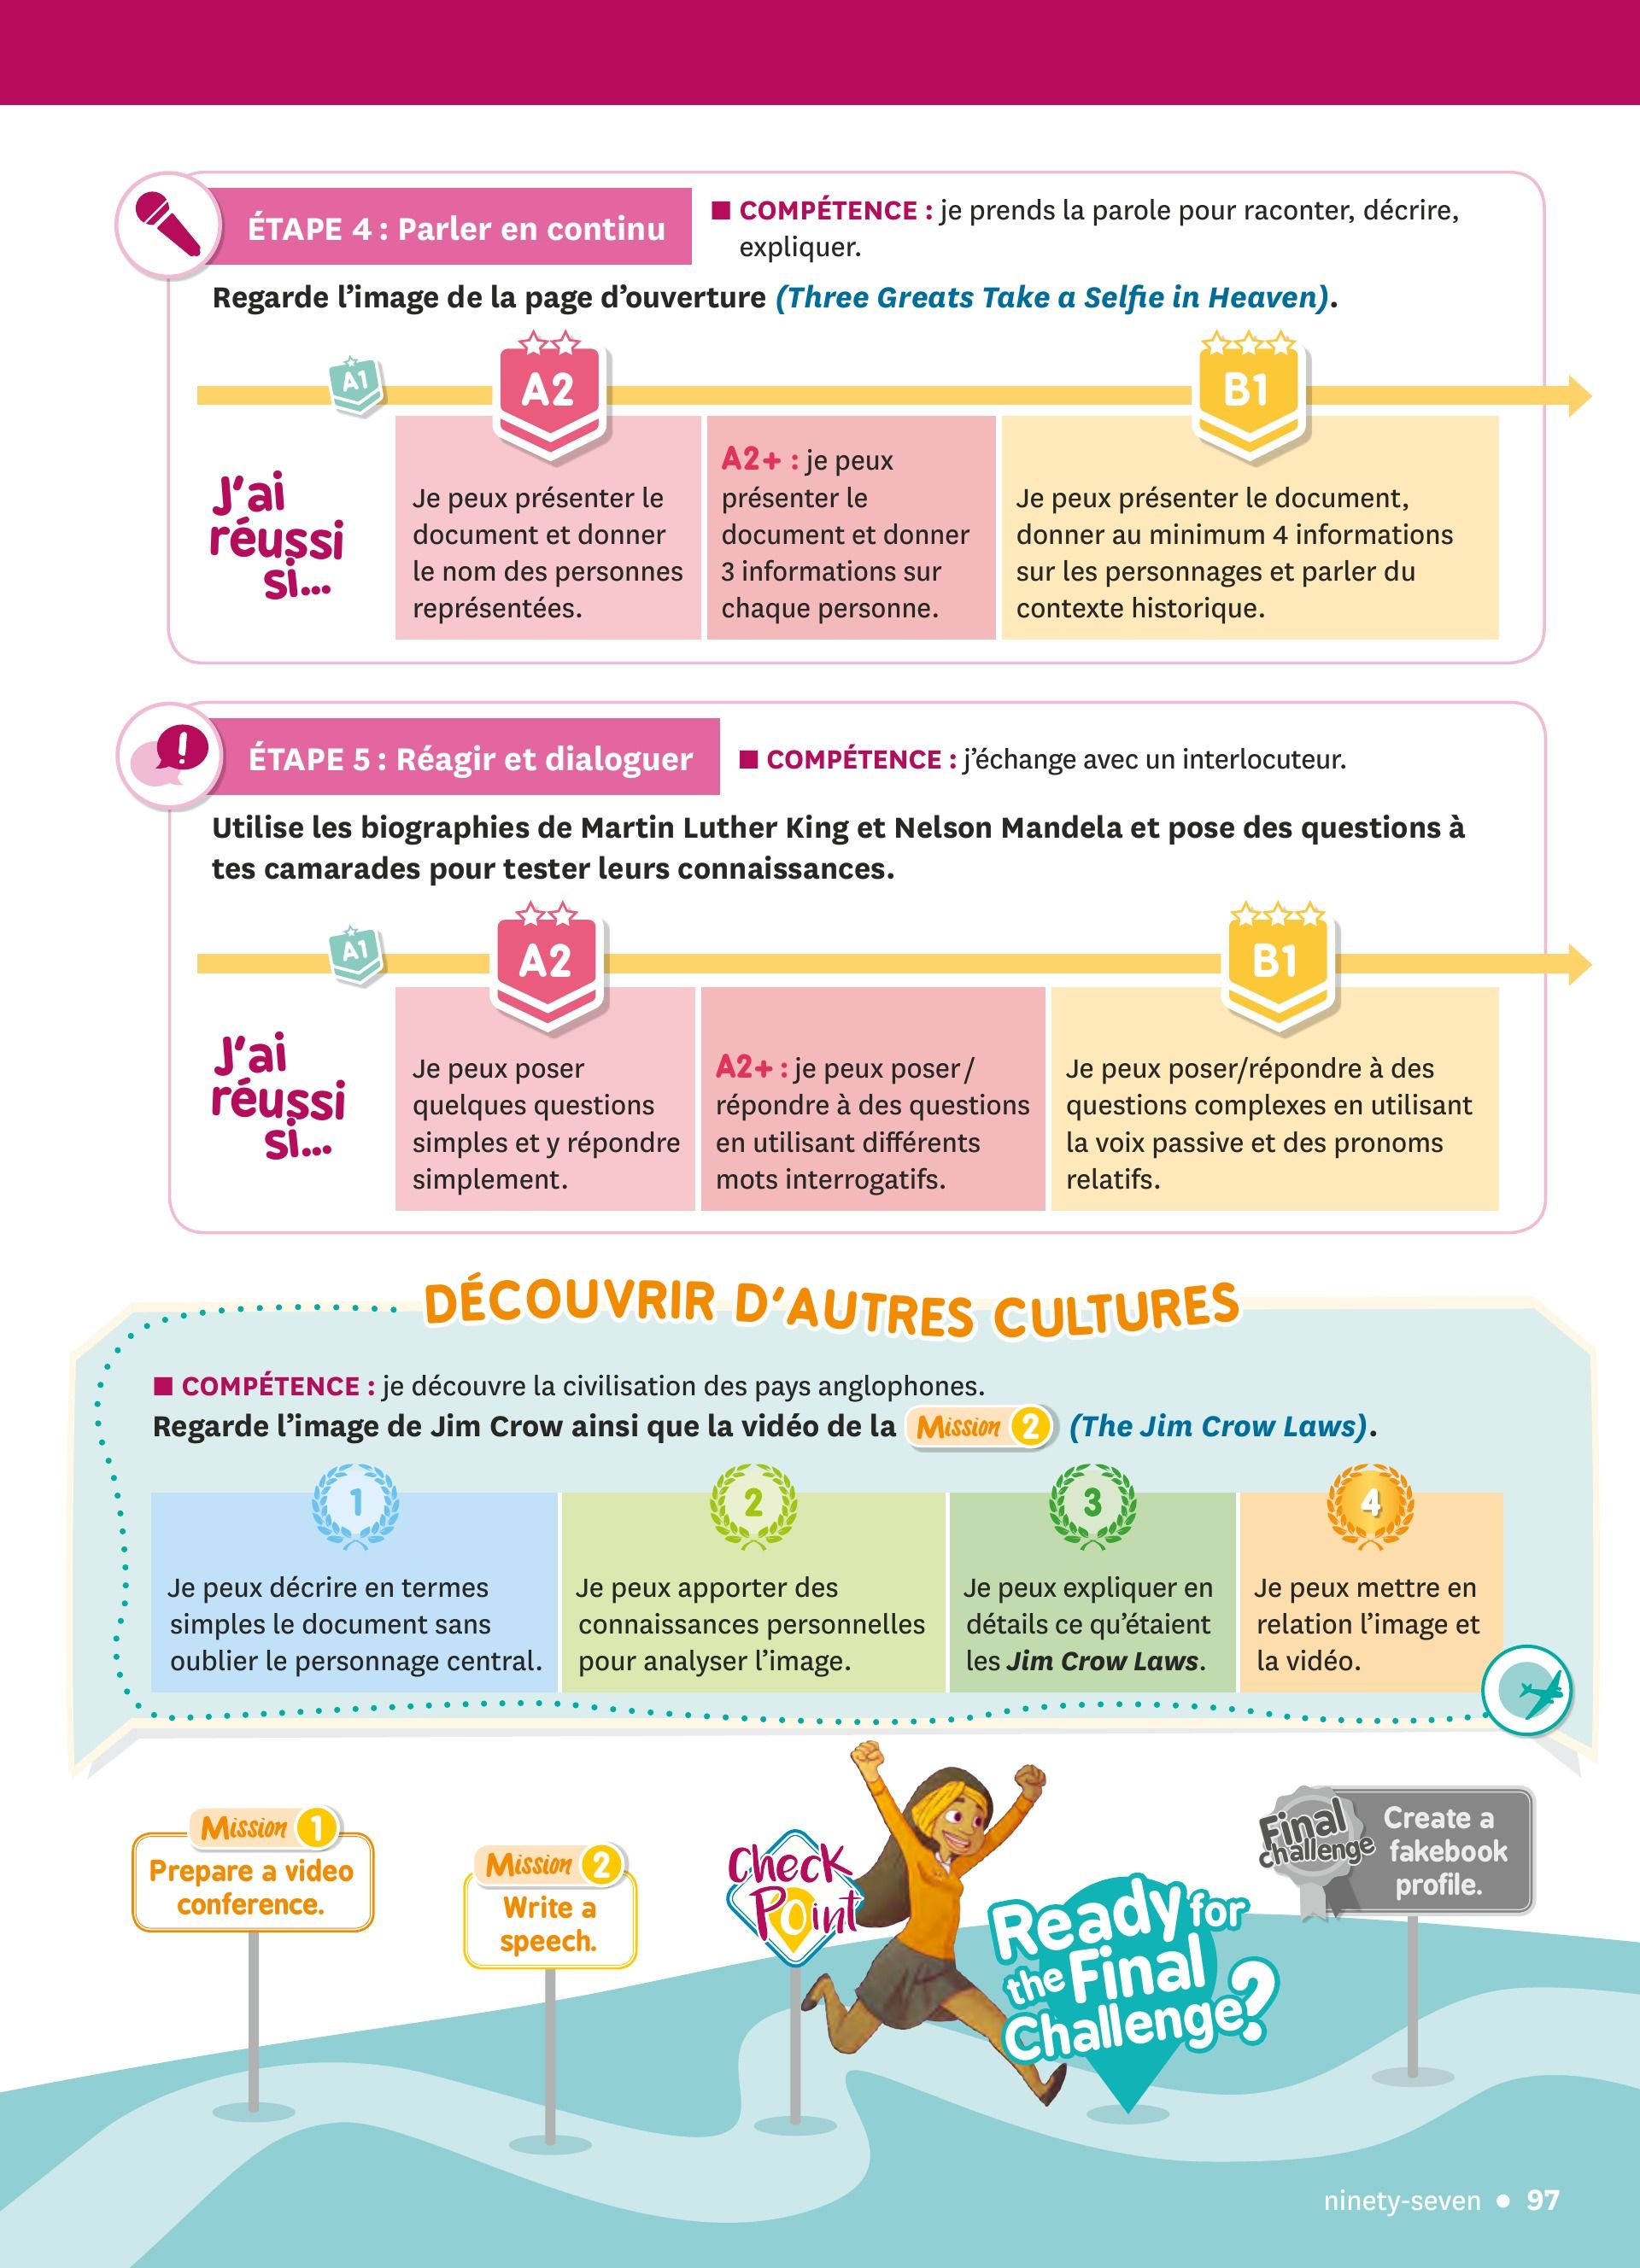 ÉTAPE 4 : Parler en continu
■ COMPÉTENCE : je prends la parole pour raconter, décrire,
expliquer.
Regarde l'image de la page d'ouverture (Three Greats Take a Selfie in Heaven).
A1
A2
B1
J'ai
réussi
si...
Je peux présenter le
document et donner
le nom des personnes
représentées.
A2+ : je peux
présenter le
document et donner
3 informations sur
chaque personne.
Je peux présenter le document,
donner au minimum 4 informations
sur les personnages et parler du
contexte historique.
ÉTAPE 5 : Réagir et dialoguer
■ COMPÉTENCE : j'échange avec un interlocuteur.
Utilise les biographies de Martin Luther King et Nelson Mandela et pose des questions à
tes camarades pour tester leurs connaissances.
A1
A2
B1
J'ai
réussi
si...
Je peux poser
quelques questions
simples et y répondre
simplement.
A2+ : je peux poser/
répondre à des questions
en utilisant différents
mots interrogatifs.
Je peux poser/répondre à des
questions complexes en utilisant
la voix passive et des pronoms
relatifs.
DÉCOUVRIR D'AUTRES CULTURES
■ COMPÉTENCE : je découvre la civilisation des pays anglophones.
Regarde l'image de Jim Crow ainsi que la vidéo de la Mission 2 (The Jim Crow Laws).
1
Je peux décrire en termes
simples le document sans
oublier le personnage central.
2
Je peux apporter des
connaissances personnelles
pour analyser l'image.
3
Je peux expliquer en
détails ce qu'étaient
les Jim Crow Laws.
4
Je peux mettre en
relation l'image et
la vidéo.
Mission 1
Prepare a video
conference.
Mission 2
Write a
speech.
Check
Point
Ready for
the Final
Challenge?
Final
challenge
Create a
fakebook
profile.
ninety-seven • 97